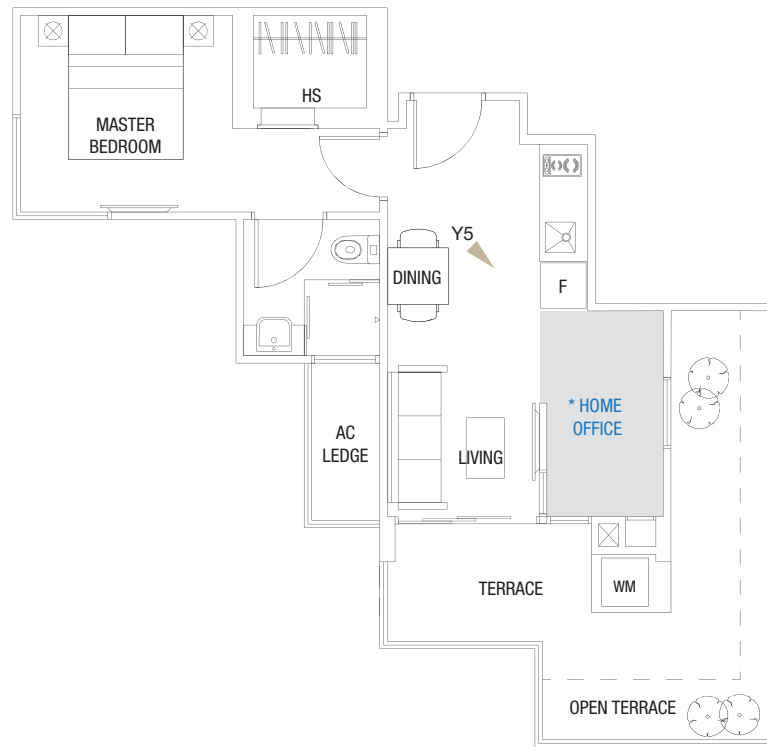 HS
MASTER
BEDROOM
Y5
DINING
F
* HOME
OFFICE
AC
LEDGE
LIVING
TERRACE
WM
OPEN TERRACE